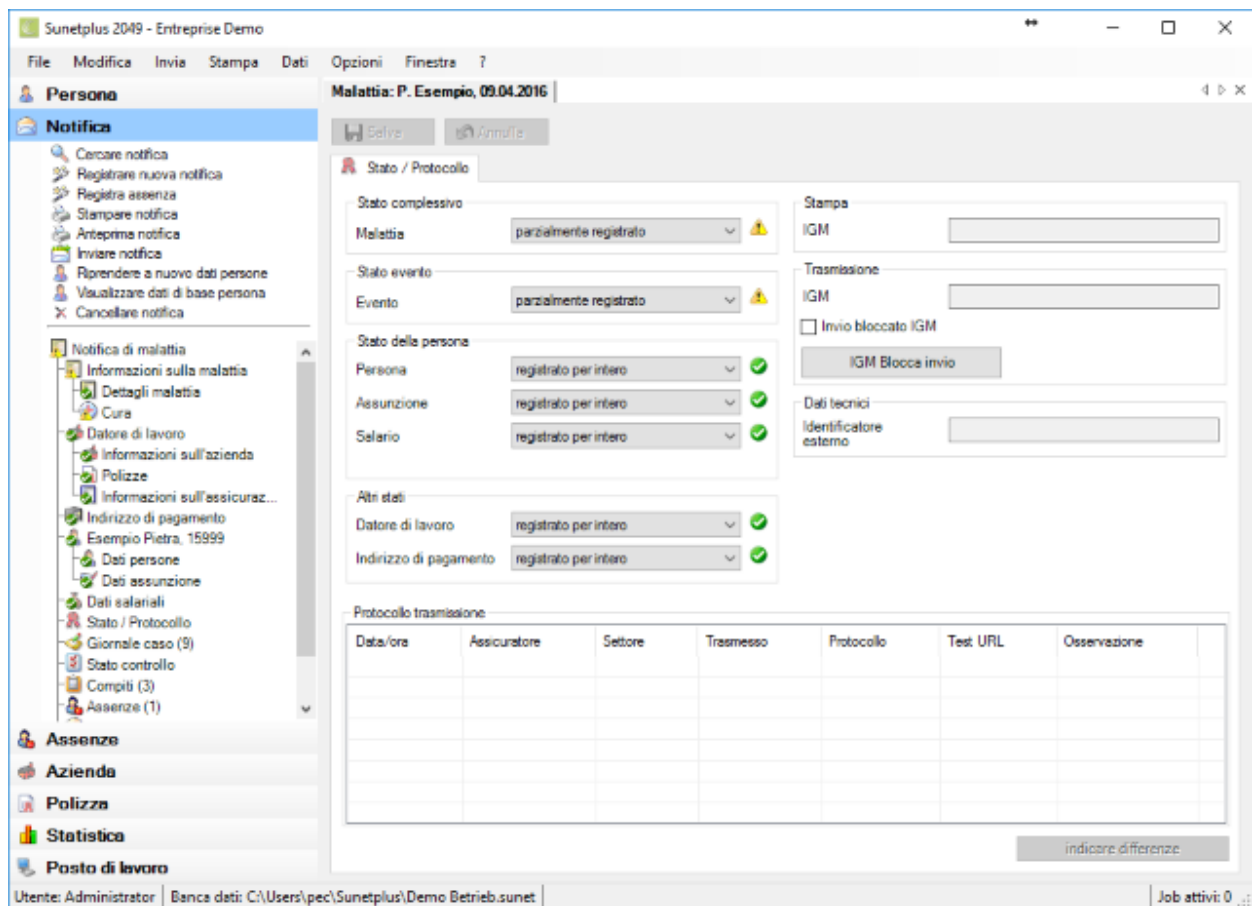 Sunetplus 2049 - Entreprise Demo
File Modifica Invia Stampa Dati Opzioni Finestra ?
Persona
Notifica
Cercare notifica
Registrare nuova notifica
Registra assenza
Stampare notifica
Anteprima notifica
Inviare notifica
Riprendere a nuovo dati persone
Visualizzare dati di base persona
Cancellare notifica
Notifica di malattia
Informazioni sulla malattia
Dettagli malattia
Cura
Datore di lavoro
Informazioni sull'azienda
Polizze
Informazioni sull'assicuraz...
Indirizzo di pagamento
Esempio Pietra, 15999
Dati persone
Dati assunzione
Dati salariali
Stato / Protocollo
Giornale caso (9)
Stato controllo
Compiti (3)
Assenze (1)
Assenze
Azienda
Polizza
Statistica
Posto di lavoro
Malattia: P. Esempio, 09.04.2016
Salva Annulla
Stato / Protocollo
Stato complessivo
Malattia parzialmente registrato
Stato evento
Evento parzialmente registrato
Stato della persona
Persona registrato per intero
Assunzione registrato per intero
Salario registrato per intero
Altri stati
Datore di lavoro registrato per intero
Indirizzo di pagamento registrato per intero
Stampa
IGM
Trasmissione
IGM
Invio bloccato IGM
IGM Blocca invio
Dati tecnici
Identificatore
esterno
Protocollo trasmissione
Data/ora Assicuratore Settore Trasmesso Protocollo Test URL Osservazione
indicare differenze
Utente: Administrator Banca dati: C:\Users\pec\Sunetplus\Demo Betrieb.sunet Job attivi: 0